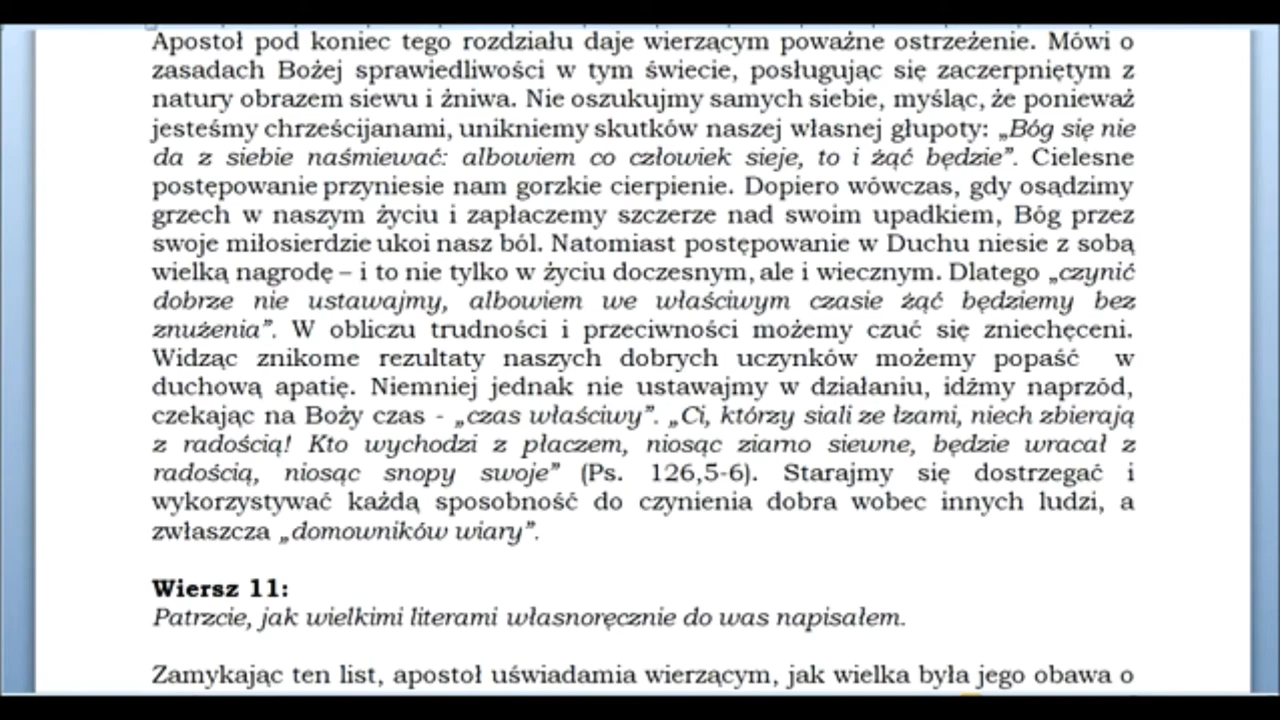 Apostoł pod koniec tego rozdziału daje wierzącym poważne ostrzeżenie. Mówi o
zasadach Bożej sprawiedliwości w tym świecie, posługując się zaczerpniętym z
natury obrazem siewu i żniwa. Nie oszukujmy samych siebie, myśląc, że ponieważ
jesteśmy chrześcijanami, unikniemy skutków naszej własnej głupoty: „Bóg się nie
da z siebie naśmiewać: albowiem co człowiek sieje, to i żąć będzie”. Cielesne
postępowanie przyniesie nam gorzkie cierpienie. Dopiero wówczas, gdy osądzimy
grzech w naszym życiu i zapłaczemy szczerze nad swoim upadkiem, Bóg przez
swoje miłosierdzie ukoi nasz ból. Natomiast postępowanie w Duchu niesie z sobą
wielką nagrodę – i to nie tylko w życiu doczesnym, ale i wiecznym. Dlatego „czynić
dobrze nie ustawajmy, albowiem we właściwym czasie żąć będziemy bez
znużenia”. W obliczu trudności i przeciwności możemy czuć się zniechęceni.
Widząc znikome rezultaty naszych dobrych uczynków możemy popaść w
duchową apatię. Niemniej jednak nie ustawajmy w działaniu, idźmy naprzód,
czekając na Boży czas - „czas właściwy”. „Ci, którzy siali ze łzami, niech zbierają
z radością! Kto wychodzi z płaczem, niosąc ziarno siewne, będzie wracał z
radością, niosąc snopy swoje” (Ps. 126,5-6). Starajmy się dostrzegać i
wykorzystywać każdą sposobność do czynienia dobra wobec innych ludzi, a
zwłaszcza „domowników wiary”.
Wiersz 11:
Patrzcie, jak wielkimi literami własnoręcznie do was napisałem.
Zamykając ten list, apostoł uświadamia wierzącym, jak wielka była jego obawa o